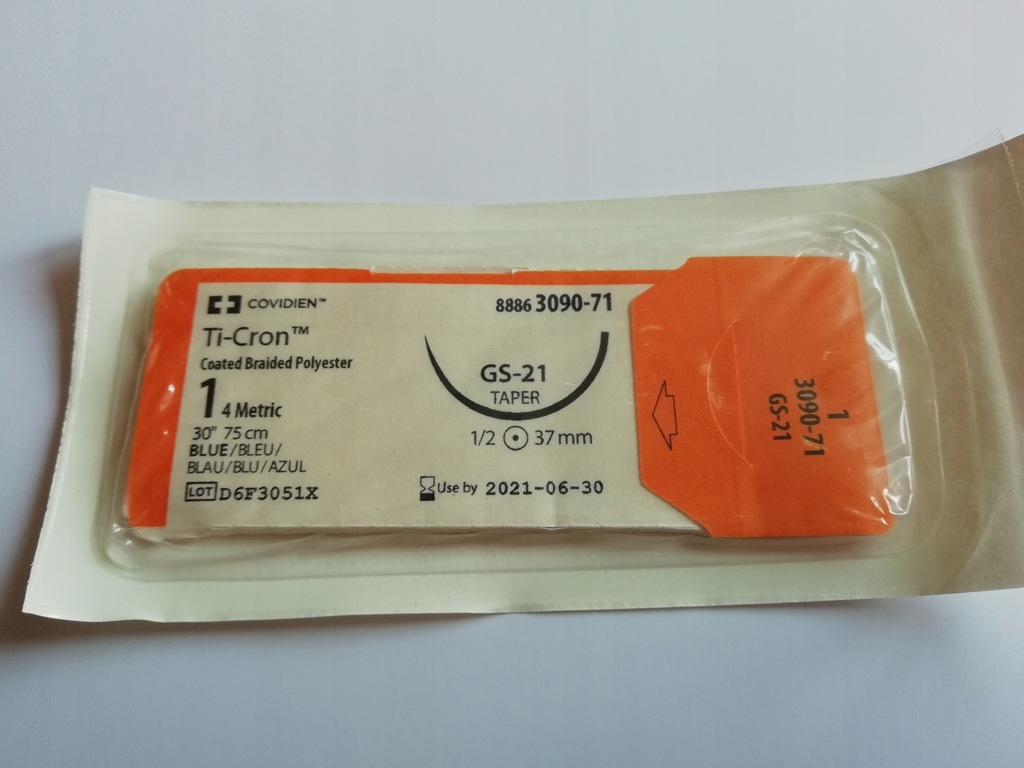 COVIDIEN™
Ti-Cron™
Coated Braided Polyester
1 4 Metric
30" 75 cm
BLUE/BLEU/
BLAU/BLU/AZUL
LOT D6F3051X
8886 3090-71
GS-21
TAPER
1/2 37 mm
Use by 2021-06-30
1
3090-71
GS-21